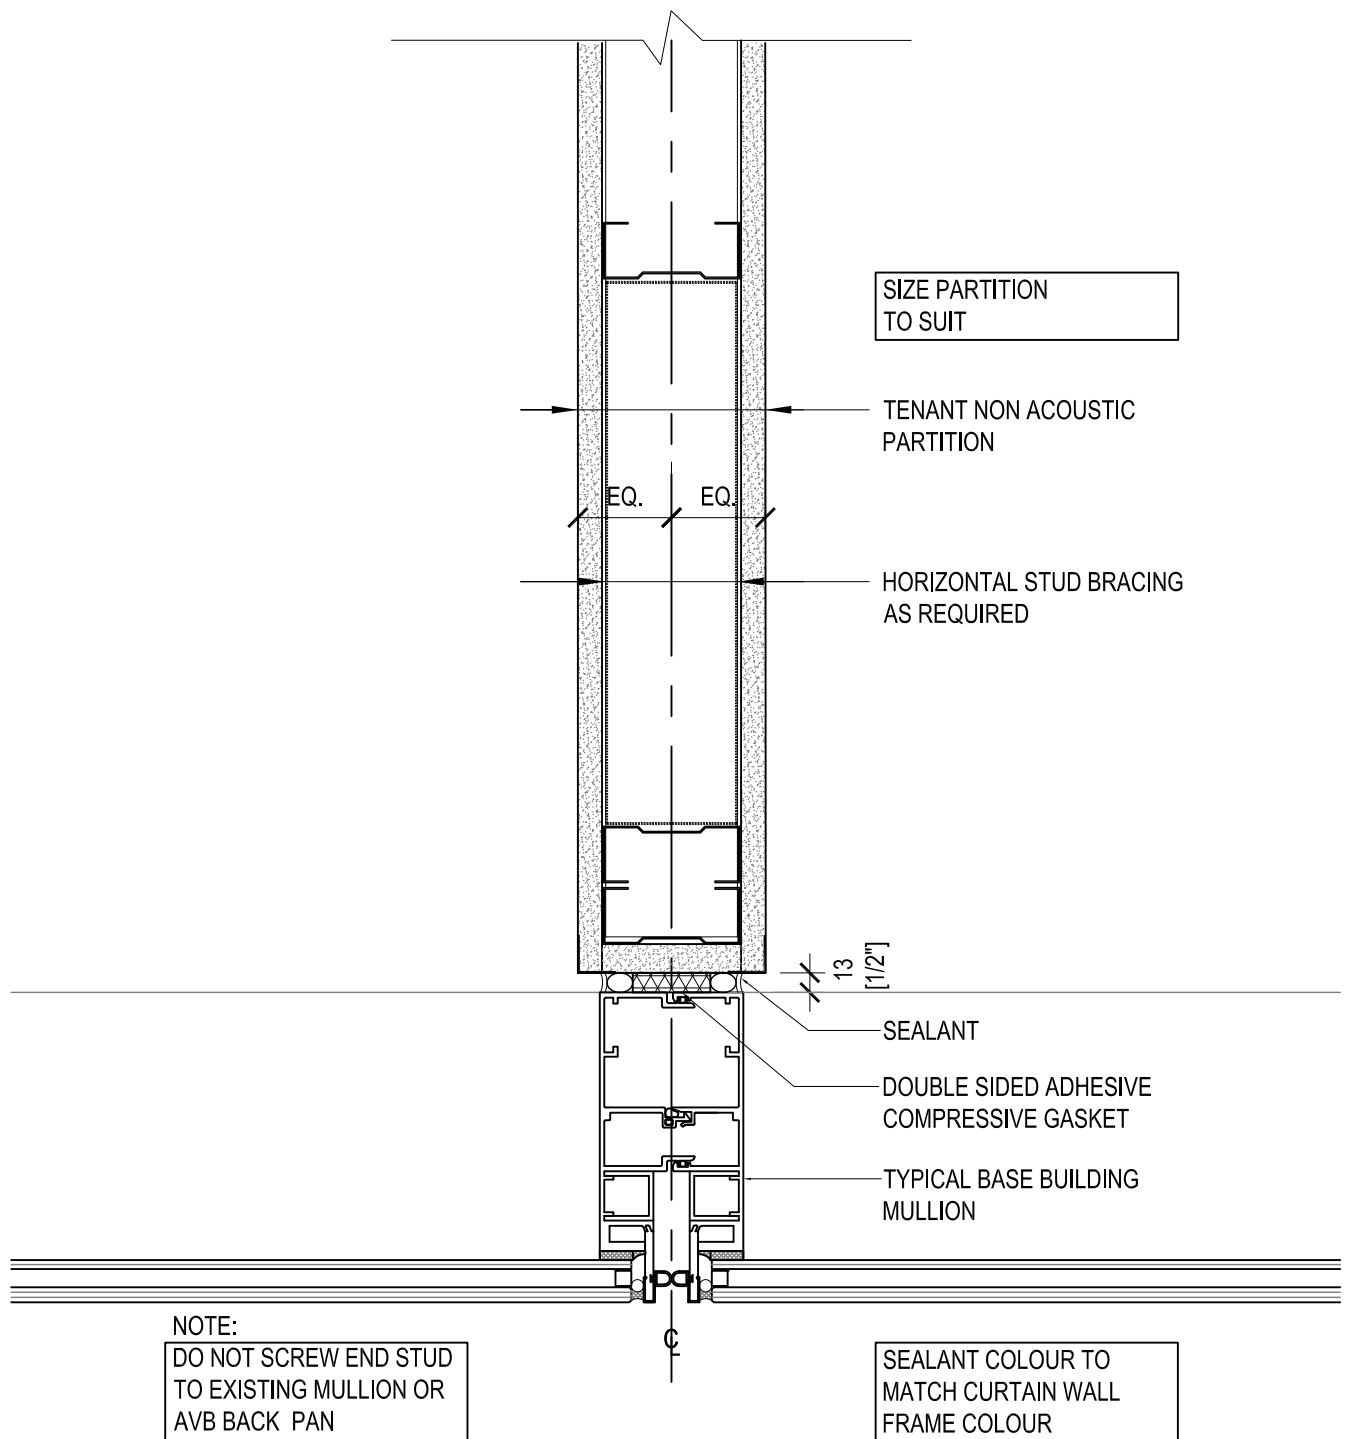 SIZE PARTITION
TO SUIT
TENANT NON ACOUSTIC
PARTITION
EQ. EQ.
HORIZONTAL STUD BRACING
AS REQUIRED
13
[1/2"]
SEALANT
DOUBLE SIDED ADHESIVE
COMPRESSIVE GASKET
TYPICAL BASE BUILDING
MULLION
NOTE:
DO NOT SCREW END STUD
TO EXISTING MULLION OR
AVB BACK PAN
℄
SEALANT COLOUR TO
MATCH CURTAIN WALL
FRAME COLOUR